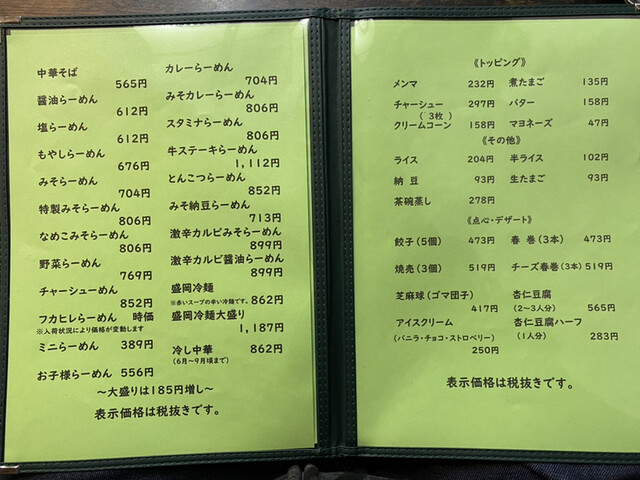 中華そば
565円
醬油らーめん
612円
塩らーめん
612円
もやしらーめん
676円
みそらーめん
704円
特製みそらーめん
806円
なめこみそらーめん
806円
野菜らーめん
769円
チャーシューめん
852円
フカヒレらーめん 時価
※入荷状況により価格が変動します
ミニらーめん 389円
お子様らーめん 556円
～大盛りは185円増し～
表示価格は税抜きです。
カレーらーめん
704円
みそカレーらーめん
806円
スタミナらーめん
806円
牛ステーキらーめん
1,112円
とんこつらーめん
852円
みそ納豆らーめん
713円
激辛カルビみそらーめん
899円
激辛カルビ醬油らーめん
899円
盛岡冷麺
※赤いスープの辛い冷麺です。 862円
盛岡冷麺大盛り
1,187円
冷し中華 862円
(6月～9月頃まで)
《トッピング》
メンマ 232円 煮たまご 135円
チャーシュー 297円 バター 158円
(3枚)
クリームコーン 158円 マヨネーズ 47円
《その他》
ライス 204円 半ライス 102円
納豆 93円 生たまご 93円
茶碗蒸し 278円
《点心・デザート》
餃子(5個) 473円 春巻(3本) 473円
焼売(3個) 519円 チーズ春巻(3本) 519円
芝麻球(ゴマ団子) 杏仁豆腐
417円 (2～3人分) 565円
アイスクリーム 杏仁豆腐ハーフ
(バニラ・チョコ・ストロベリー) (1人分) 283円
250円
表示価格は税抜きです。